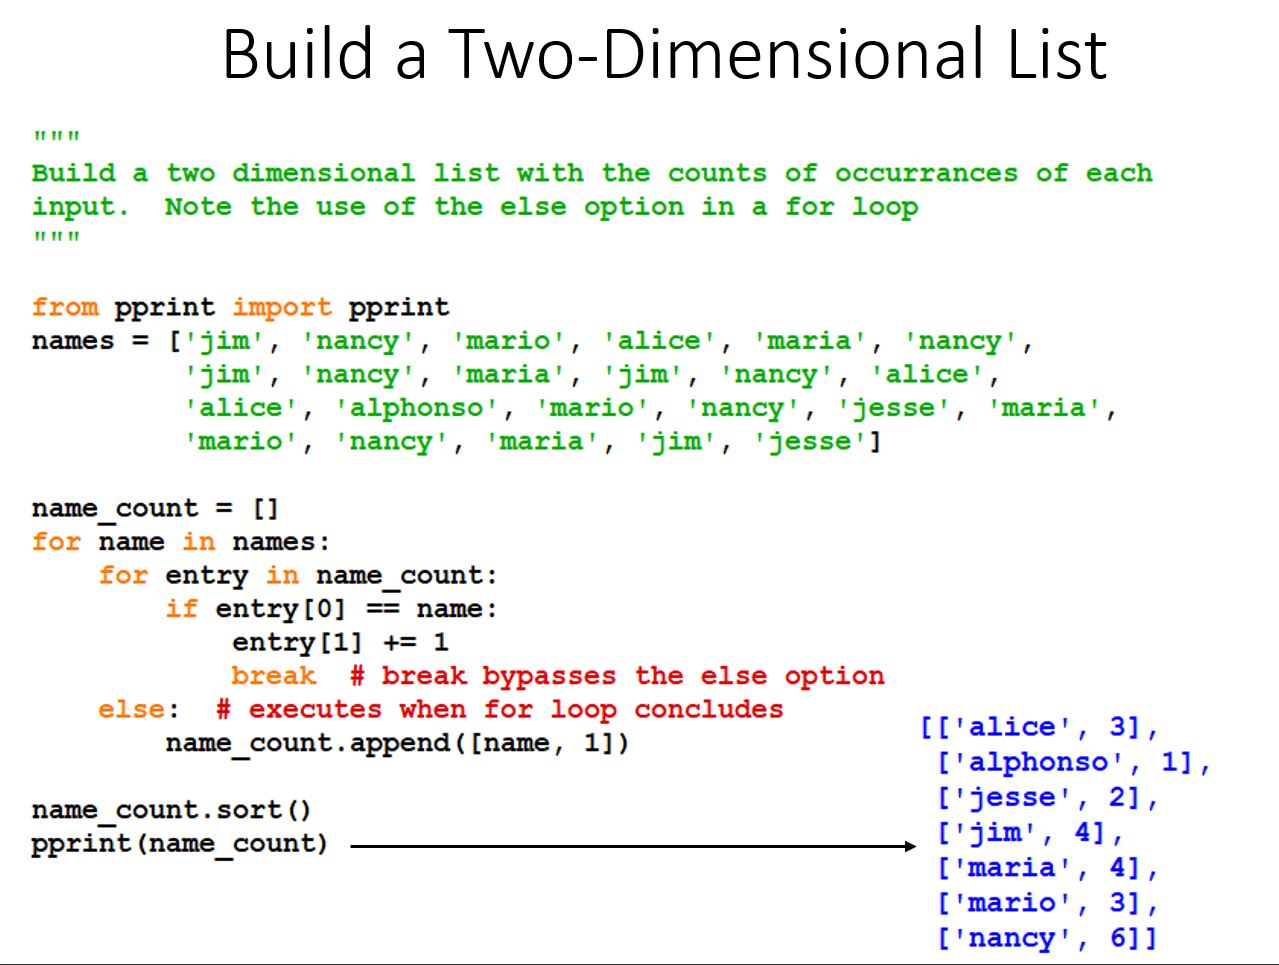 Build a Two-Dimensional List
"""
Build a two dimensional list with the counts of occurrances of each
input.  Note the use of the else option in a for loop
"""
from pprint import pprint
names = ['jim', 'nancy', 'mario', 'alice', 'maria', 'nancy',
         'jim', 'nancy', 'maria', 'jim', 'nancy', 'alice',
         'alice', 'alphonso', 'mario', 'nancy', 'jesse', 'maria',
         'mario', 'nancy', 'maria', 'jim', 'jesse']
name_count = []
for name in names:
    for entry in name_count:
        if entry[0] == name:
            entry[1] += 1
            break  # break bypasses the else option
    else:  # executes when for loop concludes
        name_count.append([name, 1])
name_count.sort()
pprint(name_count)
[['alice', 3],
 ['alphonso', 1],
 ['jesse', 2],
 ['jim', 4],
 ['maria', 4],
 ['mario', 3],
 ['nancy', 6]]